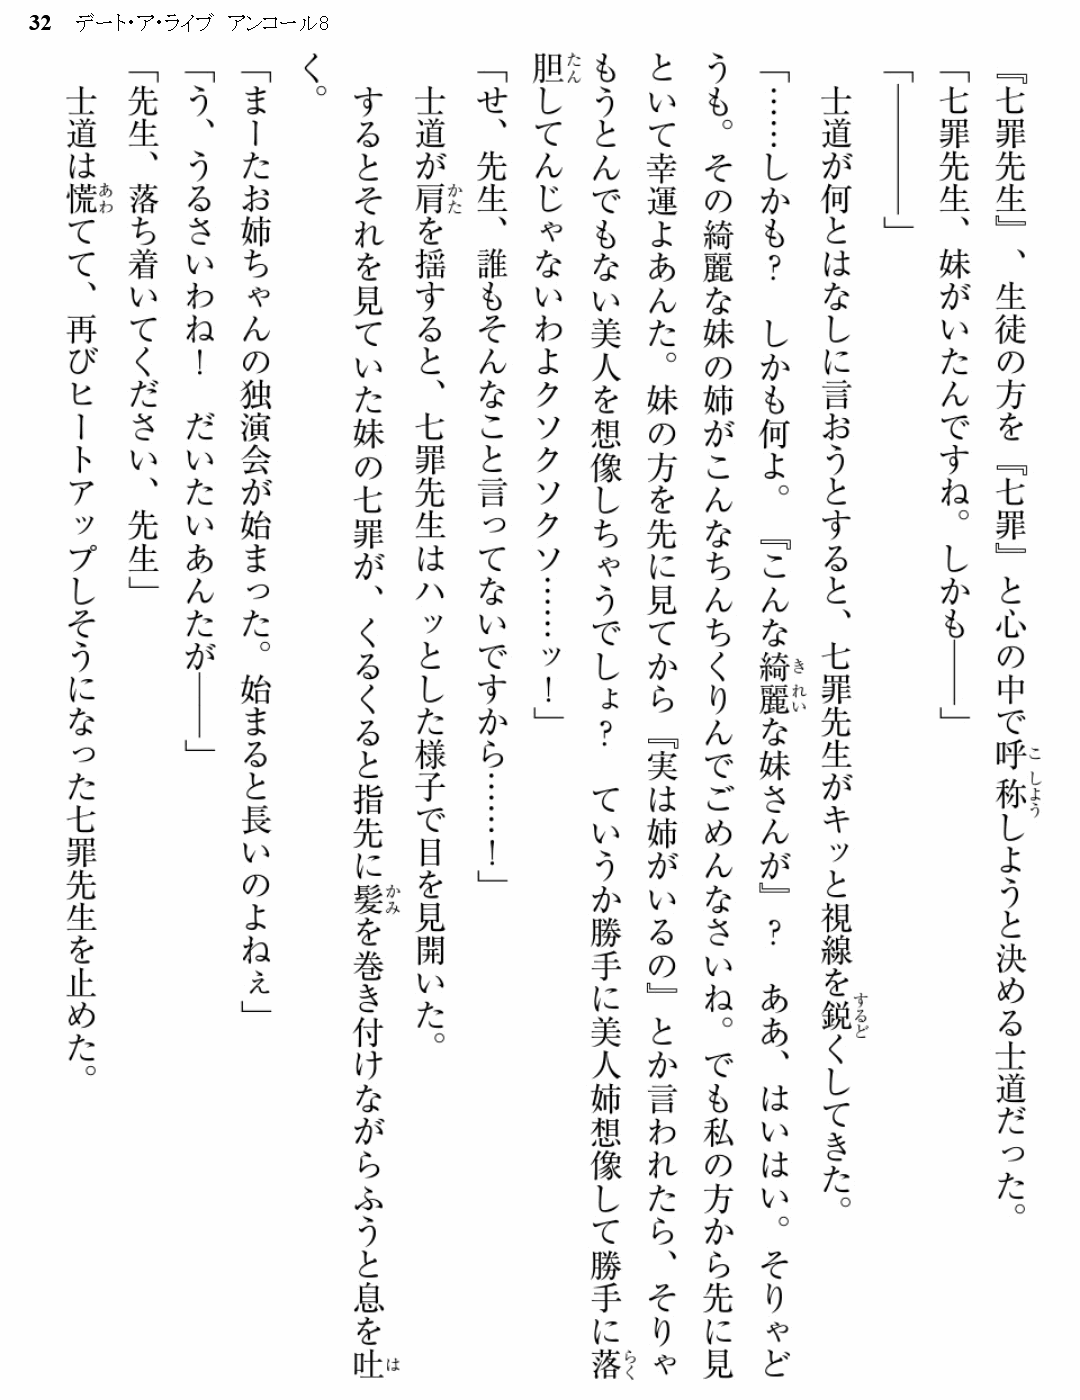 32 デート・ア・ライブ アンコール8
『七罪先生』、生徒の方を『七罪』と心の中で呼称しようと決める士道だった。
「七罪先生、妹がいたんですね。しかも――」
「――――」
士道が何とはなしに言おうとすると、七罪先生がキッと視線を鋭くしてきた。
「……しかも？　しかも何よ。『こんな綺麗な妹さんが』？　ああ、はいはい。そりゃど
うも。その綺麗な妹の姉がこんなちんちくりんでごめんなさいね。でも私の方から先に見
といて幸運よあんた。妹の方を先に見てから『実は姉がいるの』とか言われたら、そりゃ
もうとんでもない美人を想像しちゃうでしょ？　ていうか勝手に美人姉想像して勝手に落
胆してんじゃないわよクソクソクソ……ッ！」
「せ、先生、誰もそんなこと言ってないですから……！」
士道が肩を揺すると、七罪先生はハッとした様子で目を見開いた。
するとそれを見ていた妹の七罪が、くるくると指先に髪を巻き付けながらふうと息を吐
く。
「まーたお姉ちゃんの独演会が始まった。始まると長いのよねぇ」
「う、うるさいわね！　だいたいあんたが――」
「先生、落ち着いてください、先生」
士道は慌てて、再びヒートアップしそうになった七罪先生を止めた。